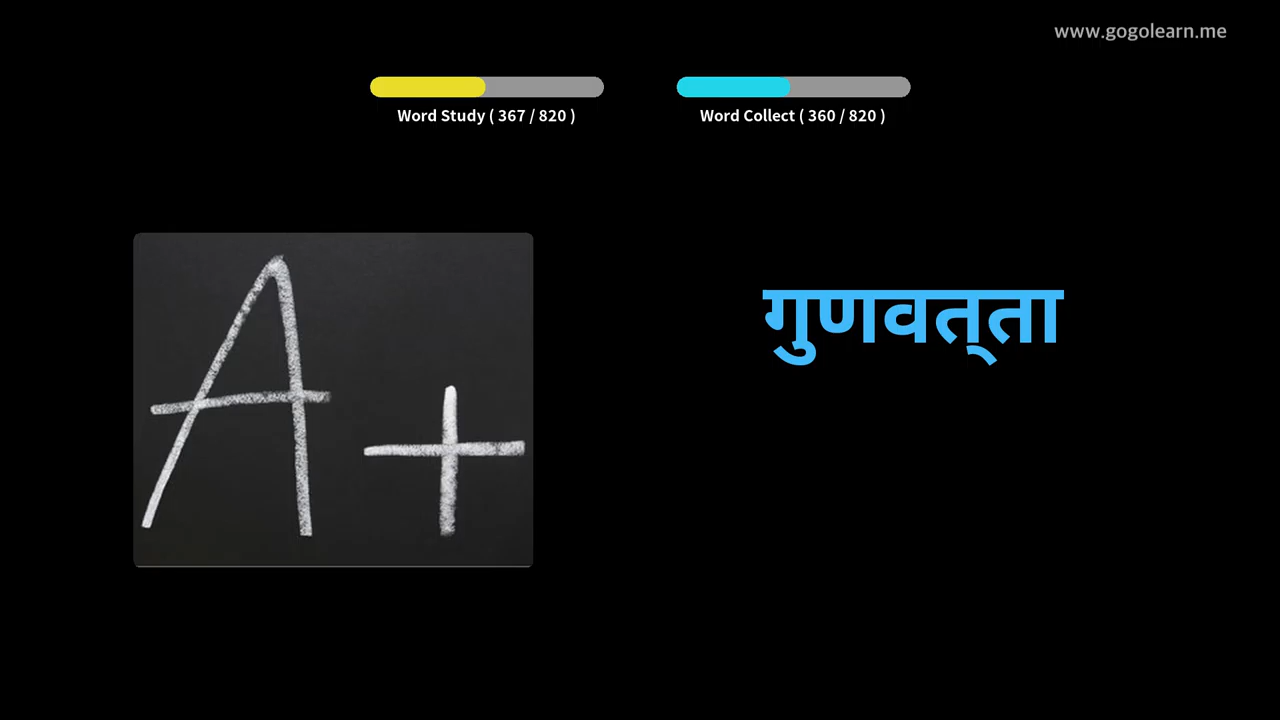 www.gogolearn.me
Word Study ( 367 / 820 )
Word Collect ( 360 / 820 )
A+
गुणवत्‌ता